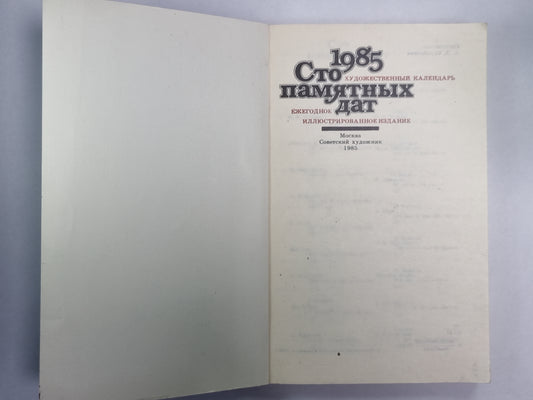 1985
Сто
ХУДОЖЕСТВЕННЫЙ КАЛЕНДАРЬ
памятных
дат
ЕЖЕГОДНОЕ
ИЛЛЮСТРИРОВАННОЕ ИЗДАНИЕ
Москва
Советский художник
1985